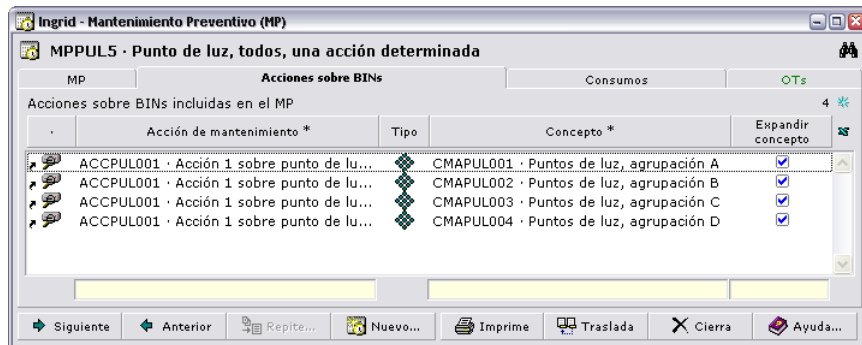 Ingrid - Mantenimiento Preventivo (MP)
MPPUL5 · Punto de luz, todos, una acción determinada
MP Acciones sobre BINs Consumos OTs
Acciones sobre BINs incluidas en el MP 4
· Acción de mantenimiento * Tipo Concepto * Expandir concepto
ACCPUL001 · Acción 1 sobre punto de lu... CMAPUL001 · Puntos de luz, agrupación A
ACCPUL001 · Acción 1 sobre punto de lu... CMAPUL002 · Puntos de luz, agrupación B
ACCPUL001 · Acción 1 sobre punto de lu... CMAPUL003 · Puntos de luz, agrupación C
ACCPUL001 · Acción 1 sobre punto de lu... CMAPUL004 · Puntos de luz, agrupación D
Siguiente Anterior Repite... Nuevo... Imprime Traslada Cierra Ayuda...